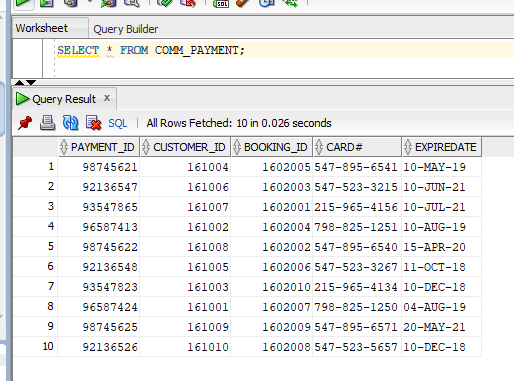 Worksheet Query Builder
SELECT * FROM COMM_PAYMENT;
Query Result x
SQL | All Rows Fetched: 10 in 0.026 seconds
PAYMENT_ID CUSTOMER_ID BOOKING_ID CARD# EXPIREDATE
1 98745621 161004 1602005 547-895-6541 10-MAY-19
2 92136547 161006 1602003 547-523-3215 10-JUN-21
3 93547865 161007 1602001 215-965-4156 10-JUL-21
4 96587413 161002 1602004 798-825-1251 10-AUG-19
5 98745622 161008 1602002 547-895-6540 15-APR-20
6 92136548 161005 1602006 547-523-3267 11-OCT-18
7 93547823 161003 1602010 215-965-4134 10-DEC-18
8 96587424 161001 1602007 798-825-1250 04-AUG-19
9 98745625 161009 1602009 547-895-6571 20-MAY-21
10 92136526 161010 1602008 547-523-5657 10-DEC-18